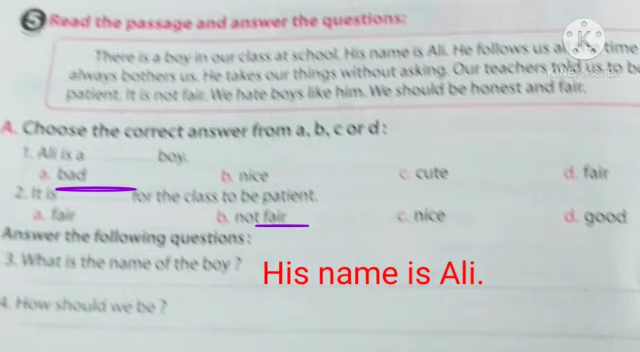 5 Read the passage and answer the questions:
There is a boy in our class at school. His name is Ali. He follows us time
always bothers us. He takes our things without asking. Our teachers told us to
patient. It is not fair. We hate boys like him. We should be honest and fair.
A. Choose the correct answer from a, b, c or d:
1. Ali is a boy.
a. bad b. nice c. cute d. fair
2. It is for the class to be patient.
a. fair b. not fair c. nice d. good
Answer the following questions:
3. What is the name of the boy ?
His name is Ali.
4. How should we be ?